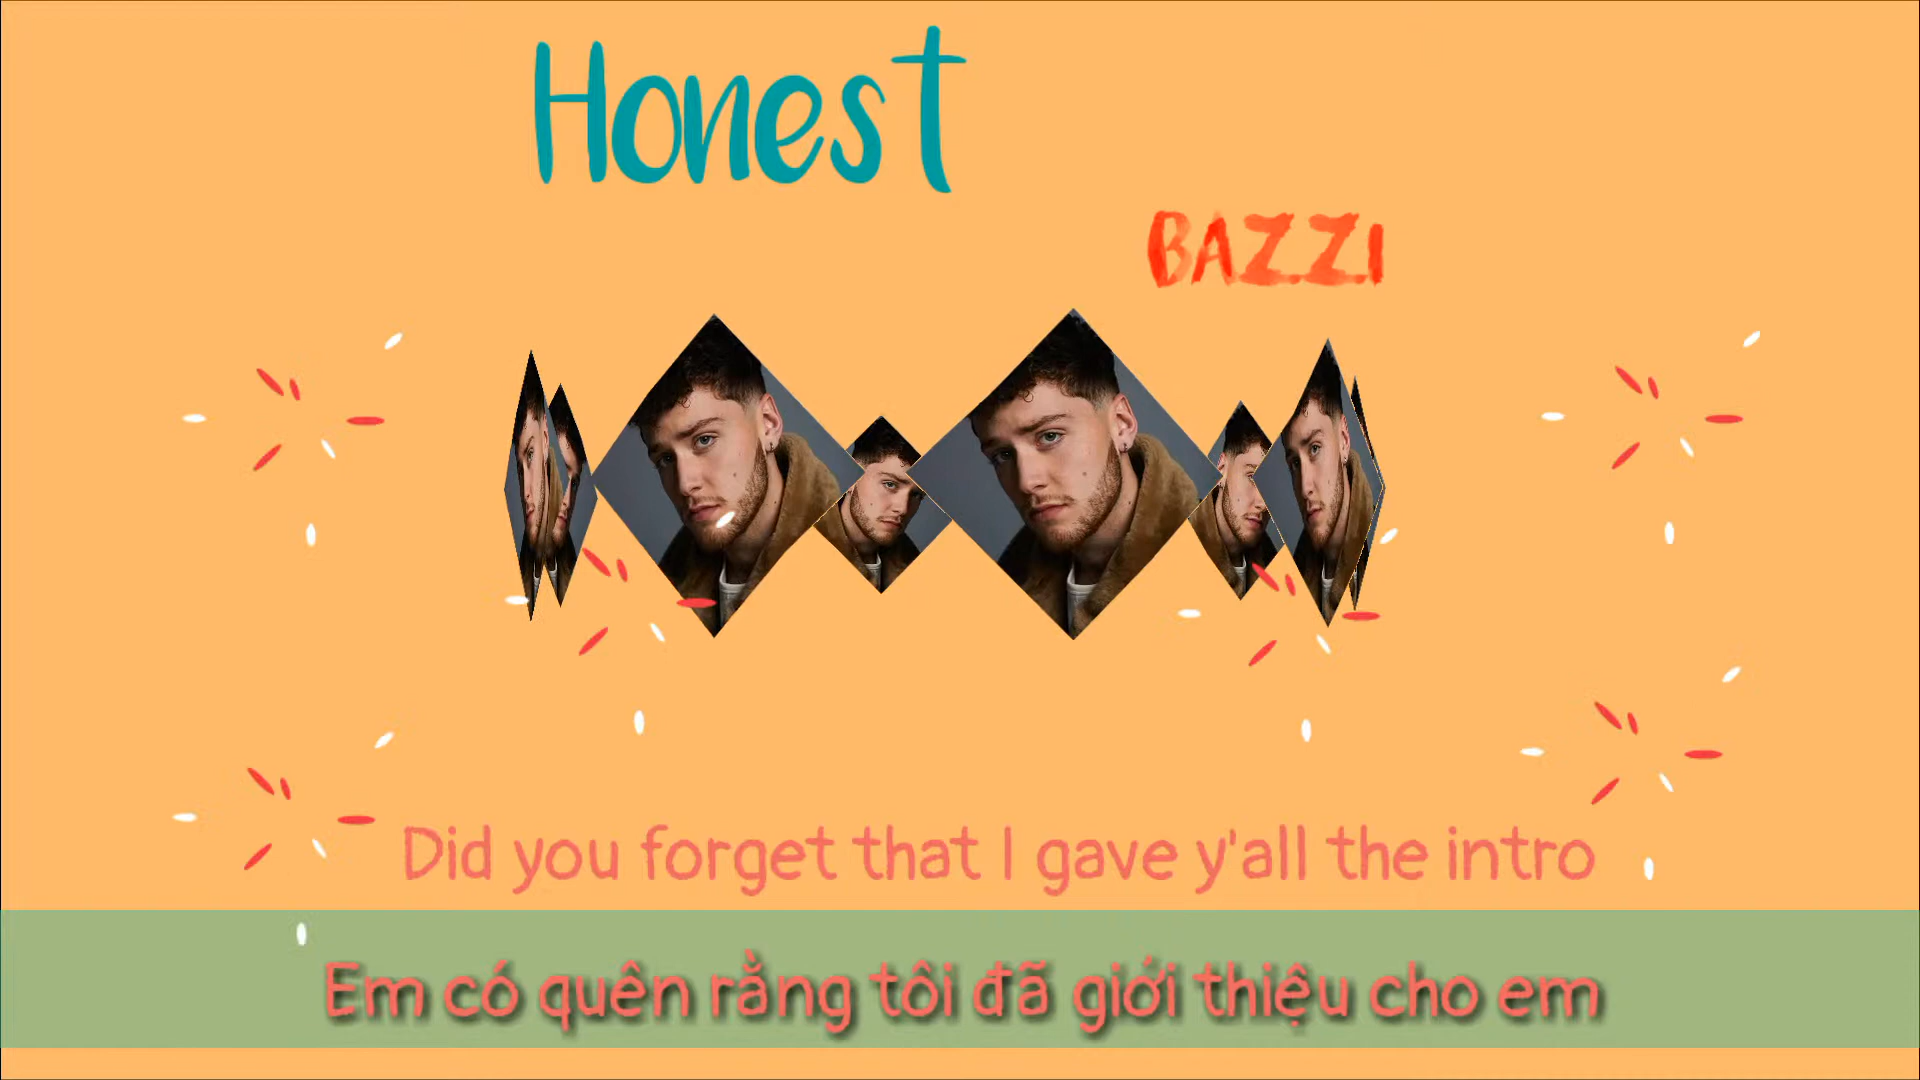 Honest
BAZZI
Did you forget that I gave y'all the intro
Em có quên rằng tôi đã giới thiệu cho em